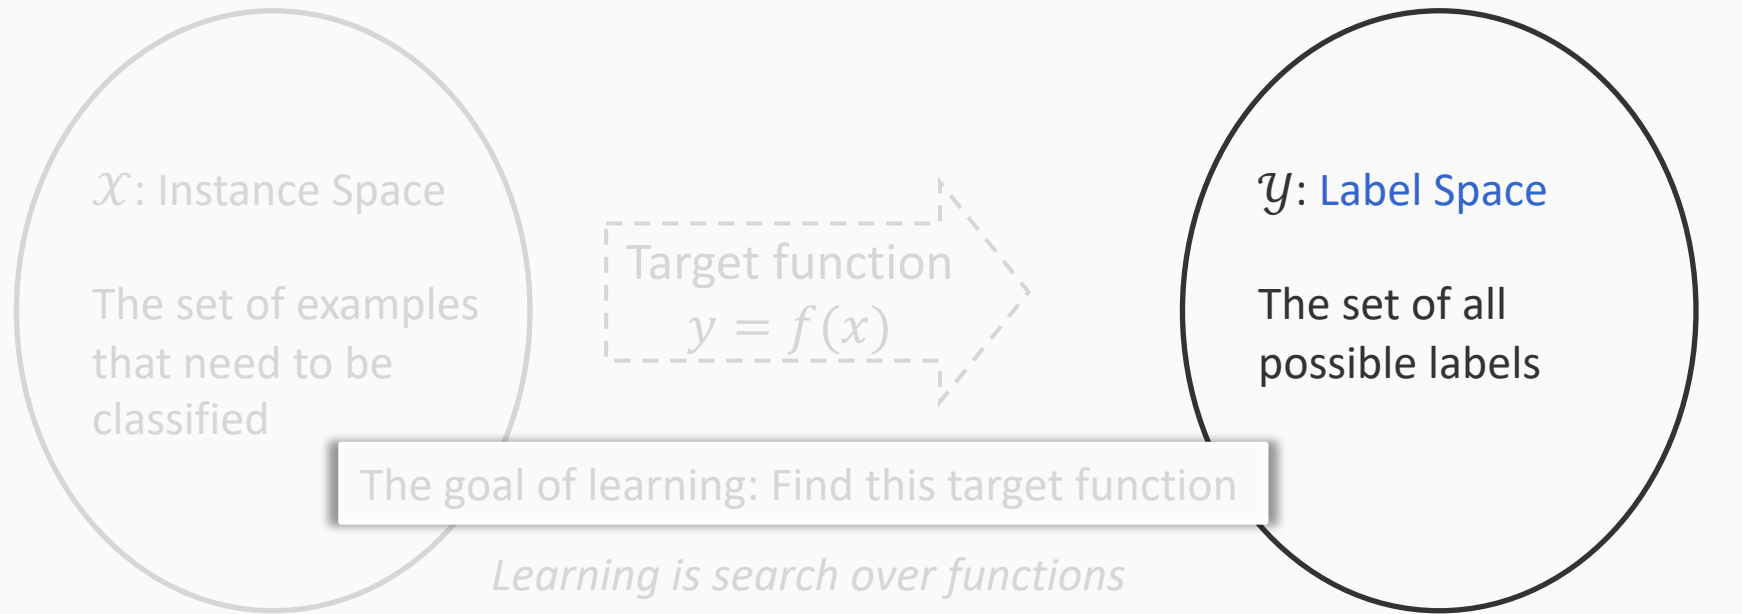 𝒳: Instance Space
The set of examples
that need to be
classified
Target function
y = f(x)
𝒴: Label Space
The set of all
possible labels
The goal of learning: Find this target function
Learning is search over functions